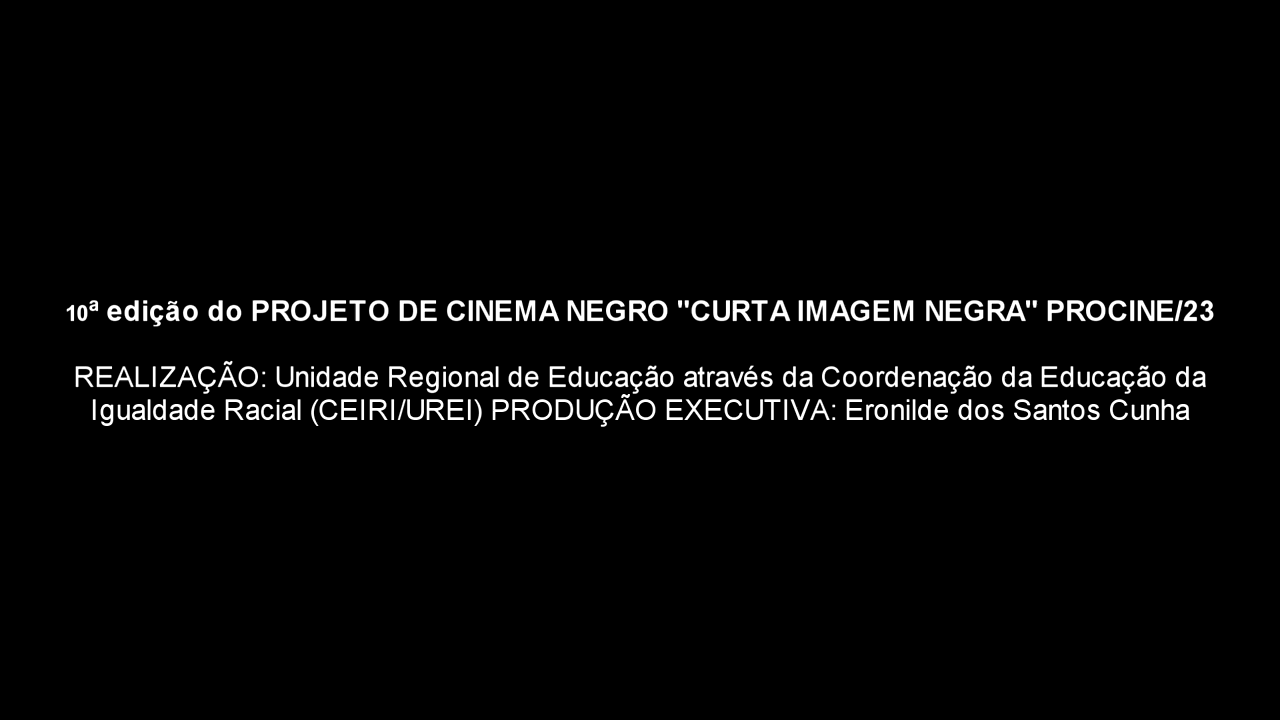 10ª edição do PROJETO DE CINEMA NEGRO "CURTA IMAGEM NEGRA" PROCINE/23
REALIZAÇÃO: Unidade Regional de Educação através da Coordenação da Educação da
Igualdade Racial (CEIRI/UREI) PRODUÇÃO EXECUTIVA: Eronilde dos Santos Cunha